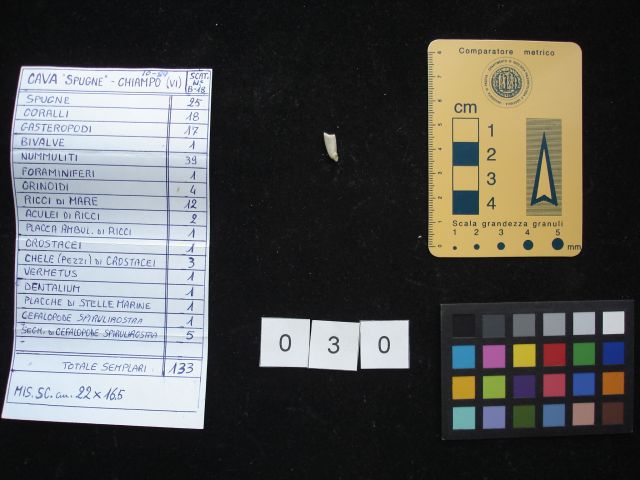 CAVA "SPUGNE" - CHIAMPO (VI)
SCAT.
N°
B-18
SPUGNE 25
CORALLI 18
GASTEROPODI 17
BIVALVE 1
NUMMULITI 39
FORAMINIFERI 1
CRINOIDI 4
RICCI DI MARE 12
ACULEI DI RICCI 2
PLACCA AMBUL. DI RICCI 1
CROSTACEI 1
CHELE (PEZZI) DI CROSTACEI 3
VERMETUS 1
DENTALIUM 1
PLACCHE DI STELLE MARINE 1
CEFALOPODE SPIRULIROSTRA 1
SEGM. DI CEFALOPODE SPIRULIROSTRA 5
TOTALE SEMPLARI 133
MIS. SC. cm. 22 x 16.5
0 3 0
Comparatore metrico
cm
1
2
3
4
Scala grandezza granuli
1 2 3 4 5
mm